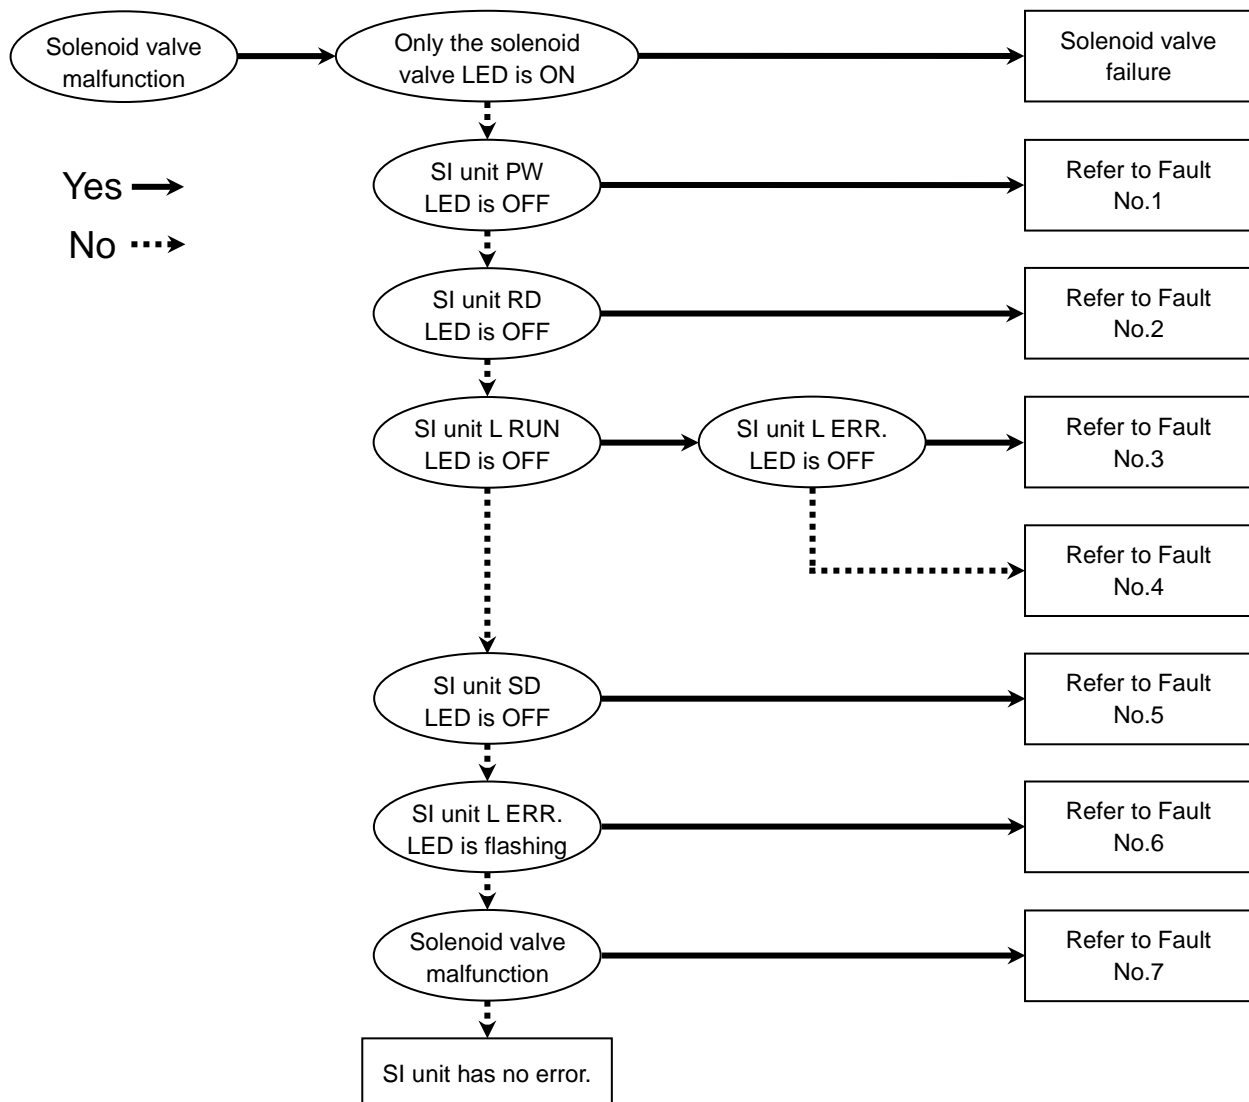 Solenoid valve
malfunction
Only the solenoid
valve LED is ON
Solenoid valve
failure
Yes
No
SI unit PW
LED is OFF
Refer to Fault
No.1
SI unit RD
LED is OFF
Refer to Fault
No.2
SI unit L RUN
LED is OFF
SI unit L ERR.
LED is OFF
Refer to Fault
No.3
Refer to Fault
No.4
SI unit SD
LED is OFF
Refer to Fault
No.5
SI unit L ERR.
LED is flashing
Refer to Fault
No.6
Solenoid valve
malfunction
Refer to Fault
No.7
SI unit has no error.